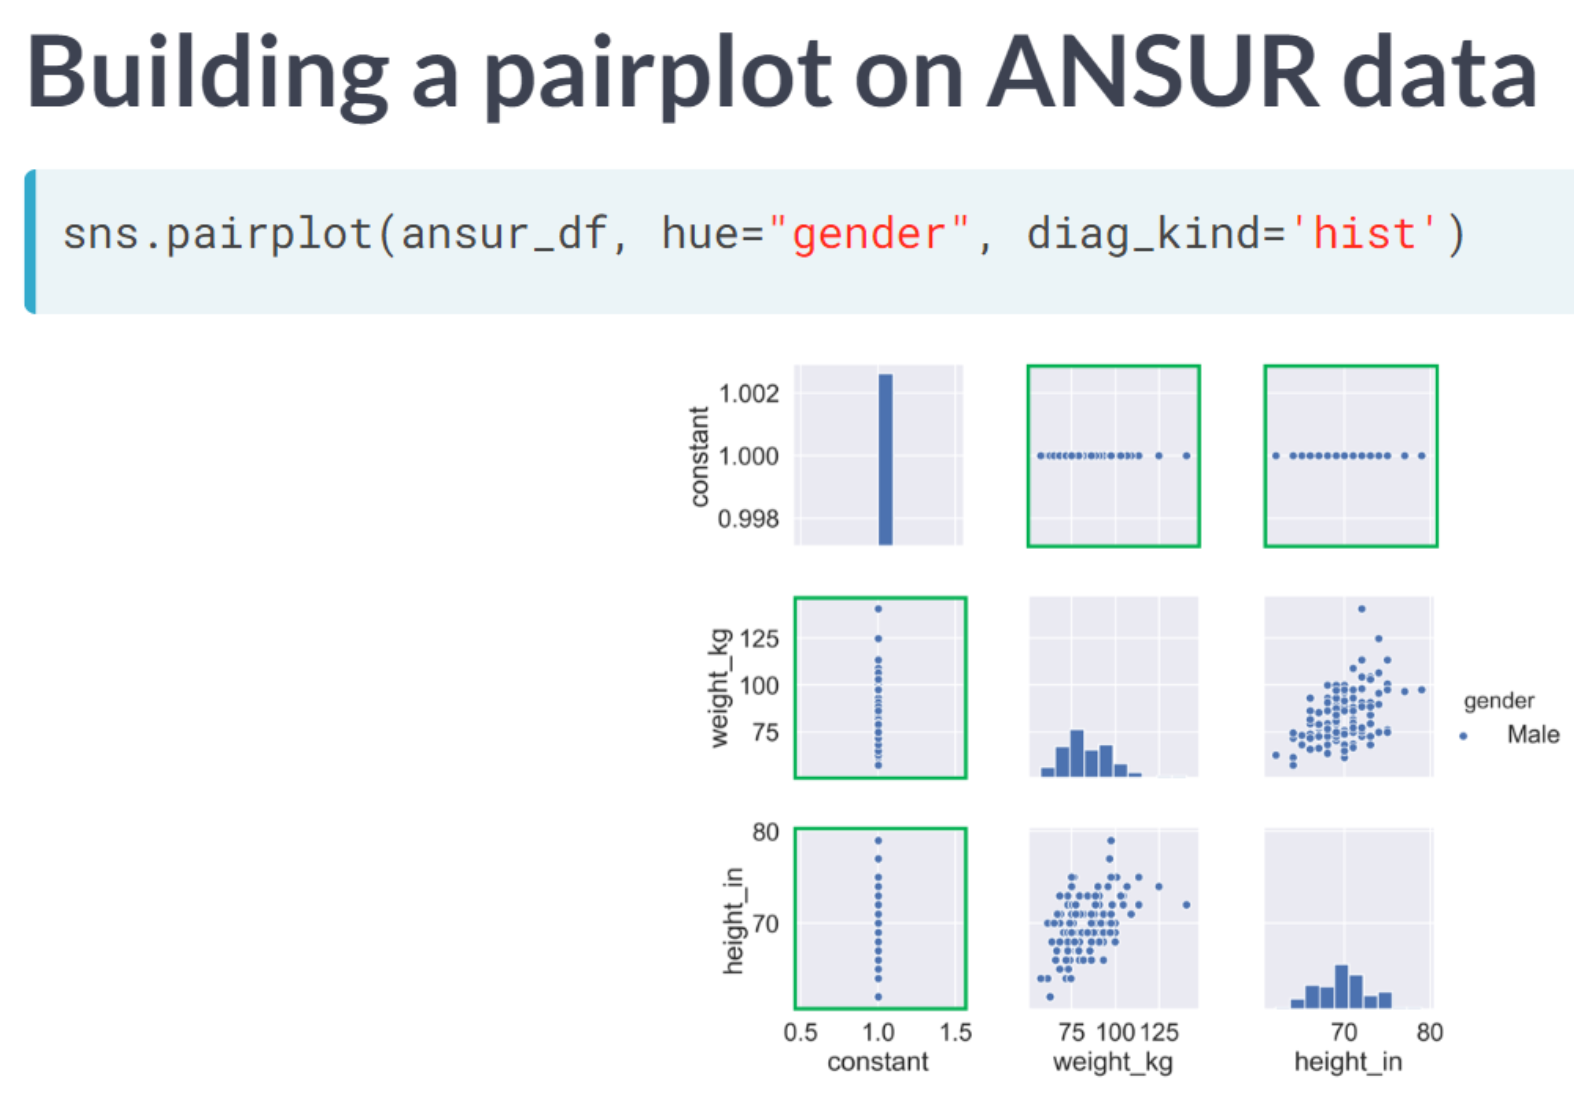 Building a pairplot on ANSUR data
sns.pairplot(ansur_df, hue="gender", diag_kind='hist')
constant
1.002
1.000
0.998
weight_kg
125
100
75
gender
Male
height_in
80
70
0.5 1.0 1.5
75 100 125
70 80
constant
weight_kg
height_in